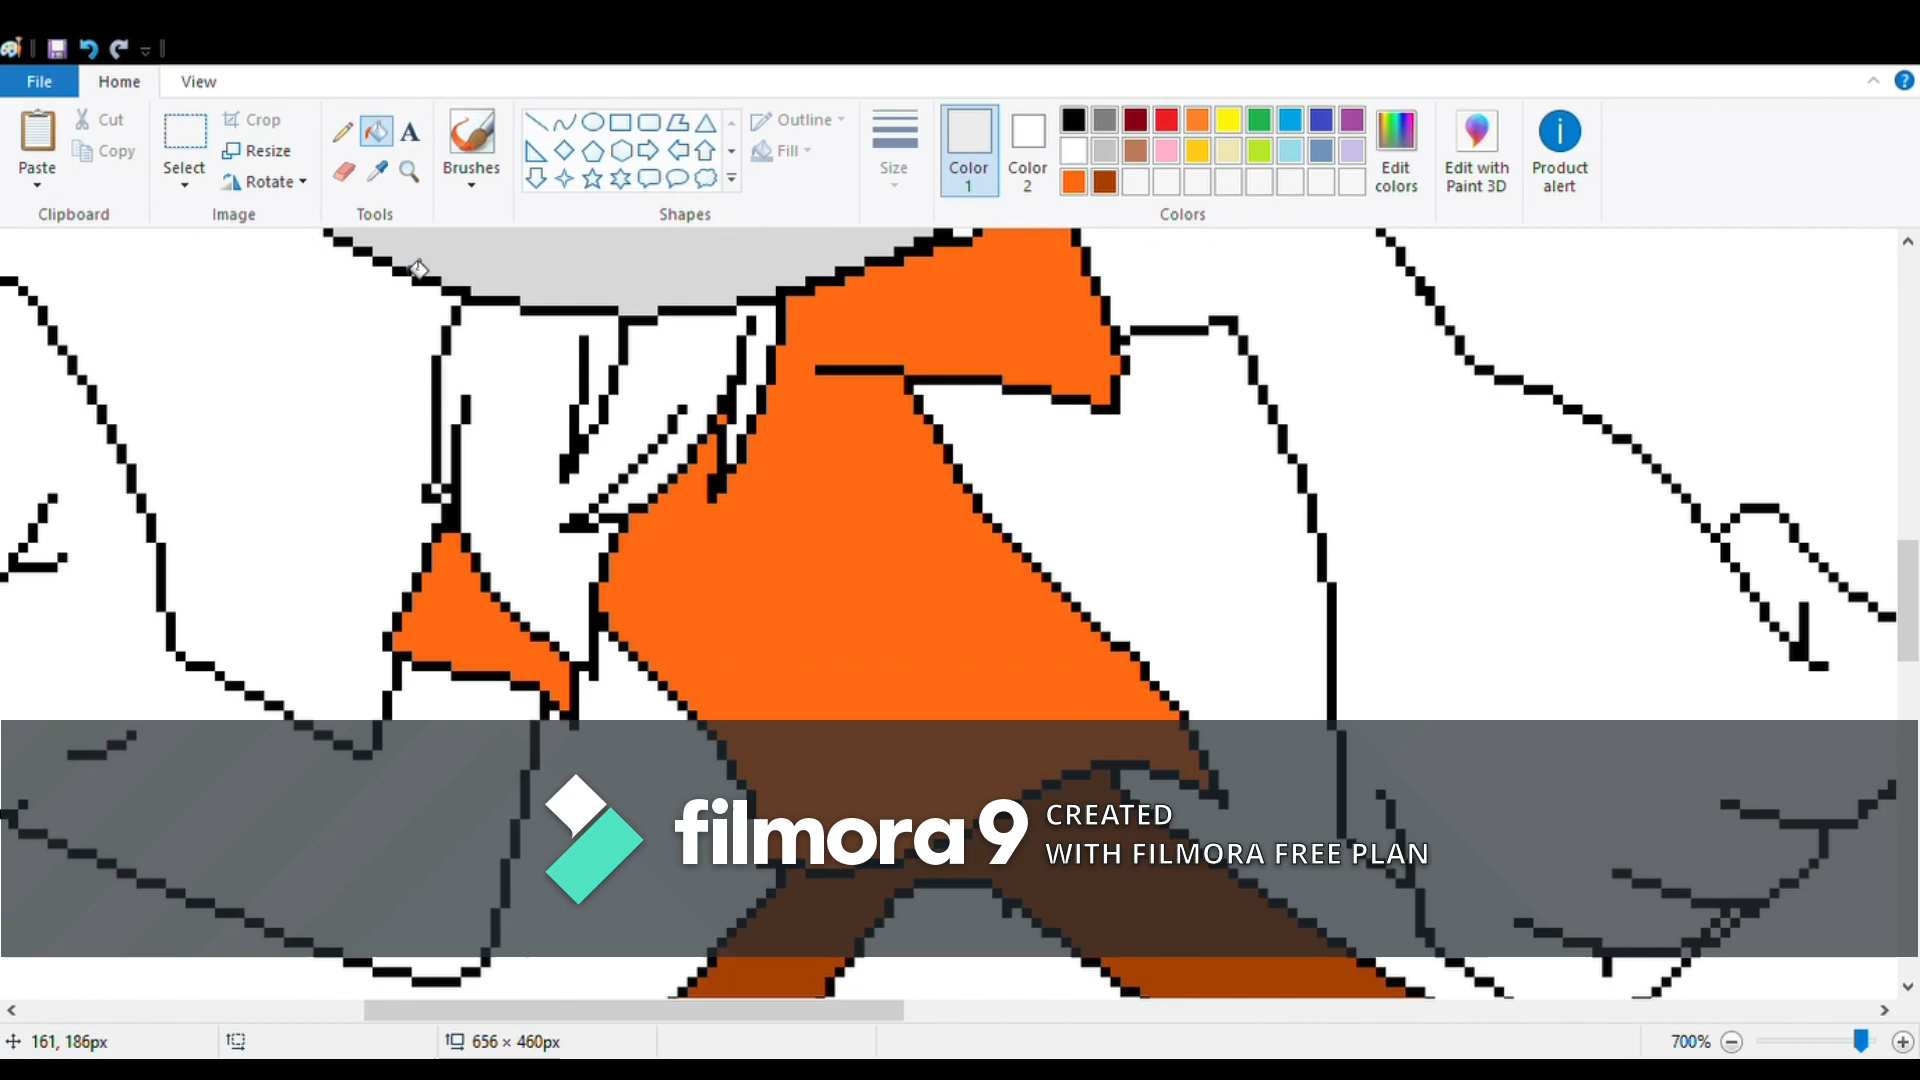 File Home View
Paste Cut Copy
Select Crop Resize Rotate
A
Brushes
Outline Fill
Size
Color 1 Color 2
Edit colors
Edit with Paint 3D
Product alert
Clipboard Image Tools Shapes Colors
filmora9 CREATED
WITH FILMORA FREE PLAN
161, 186px 656 × 460px 700%